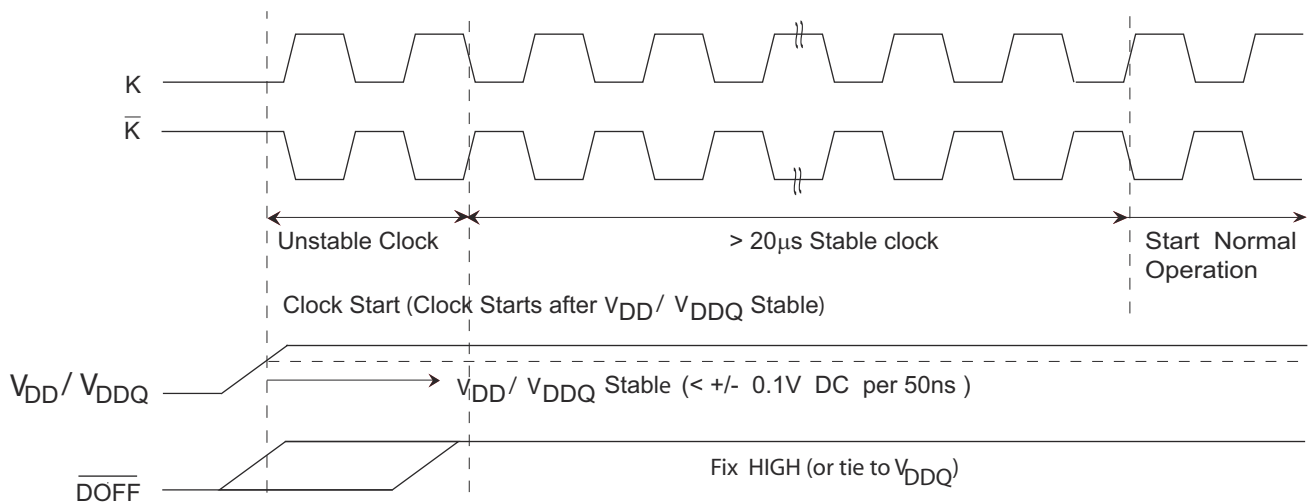 K
K̅
Unstable Clock
> 20μs Stable clock
Start Normal
Operation
Clock Start (Clock Starts after VDD/ VDDQ Stable)
VDD/ VDDQ
VDD/ VDDQ Stable (< +/- 0.1V DC per 50ns )
Fix HIGH (or tie to VDDQ)
D̅O̅F̅F̅